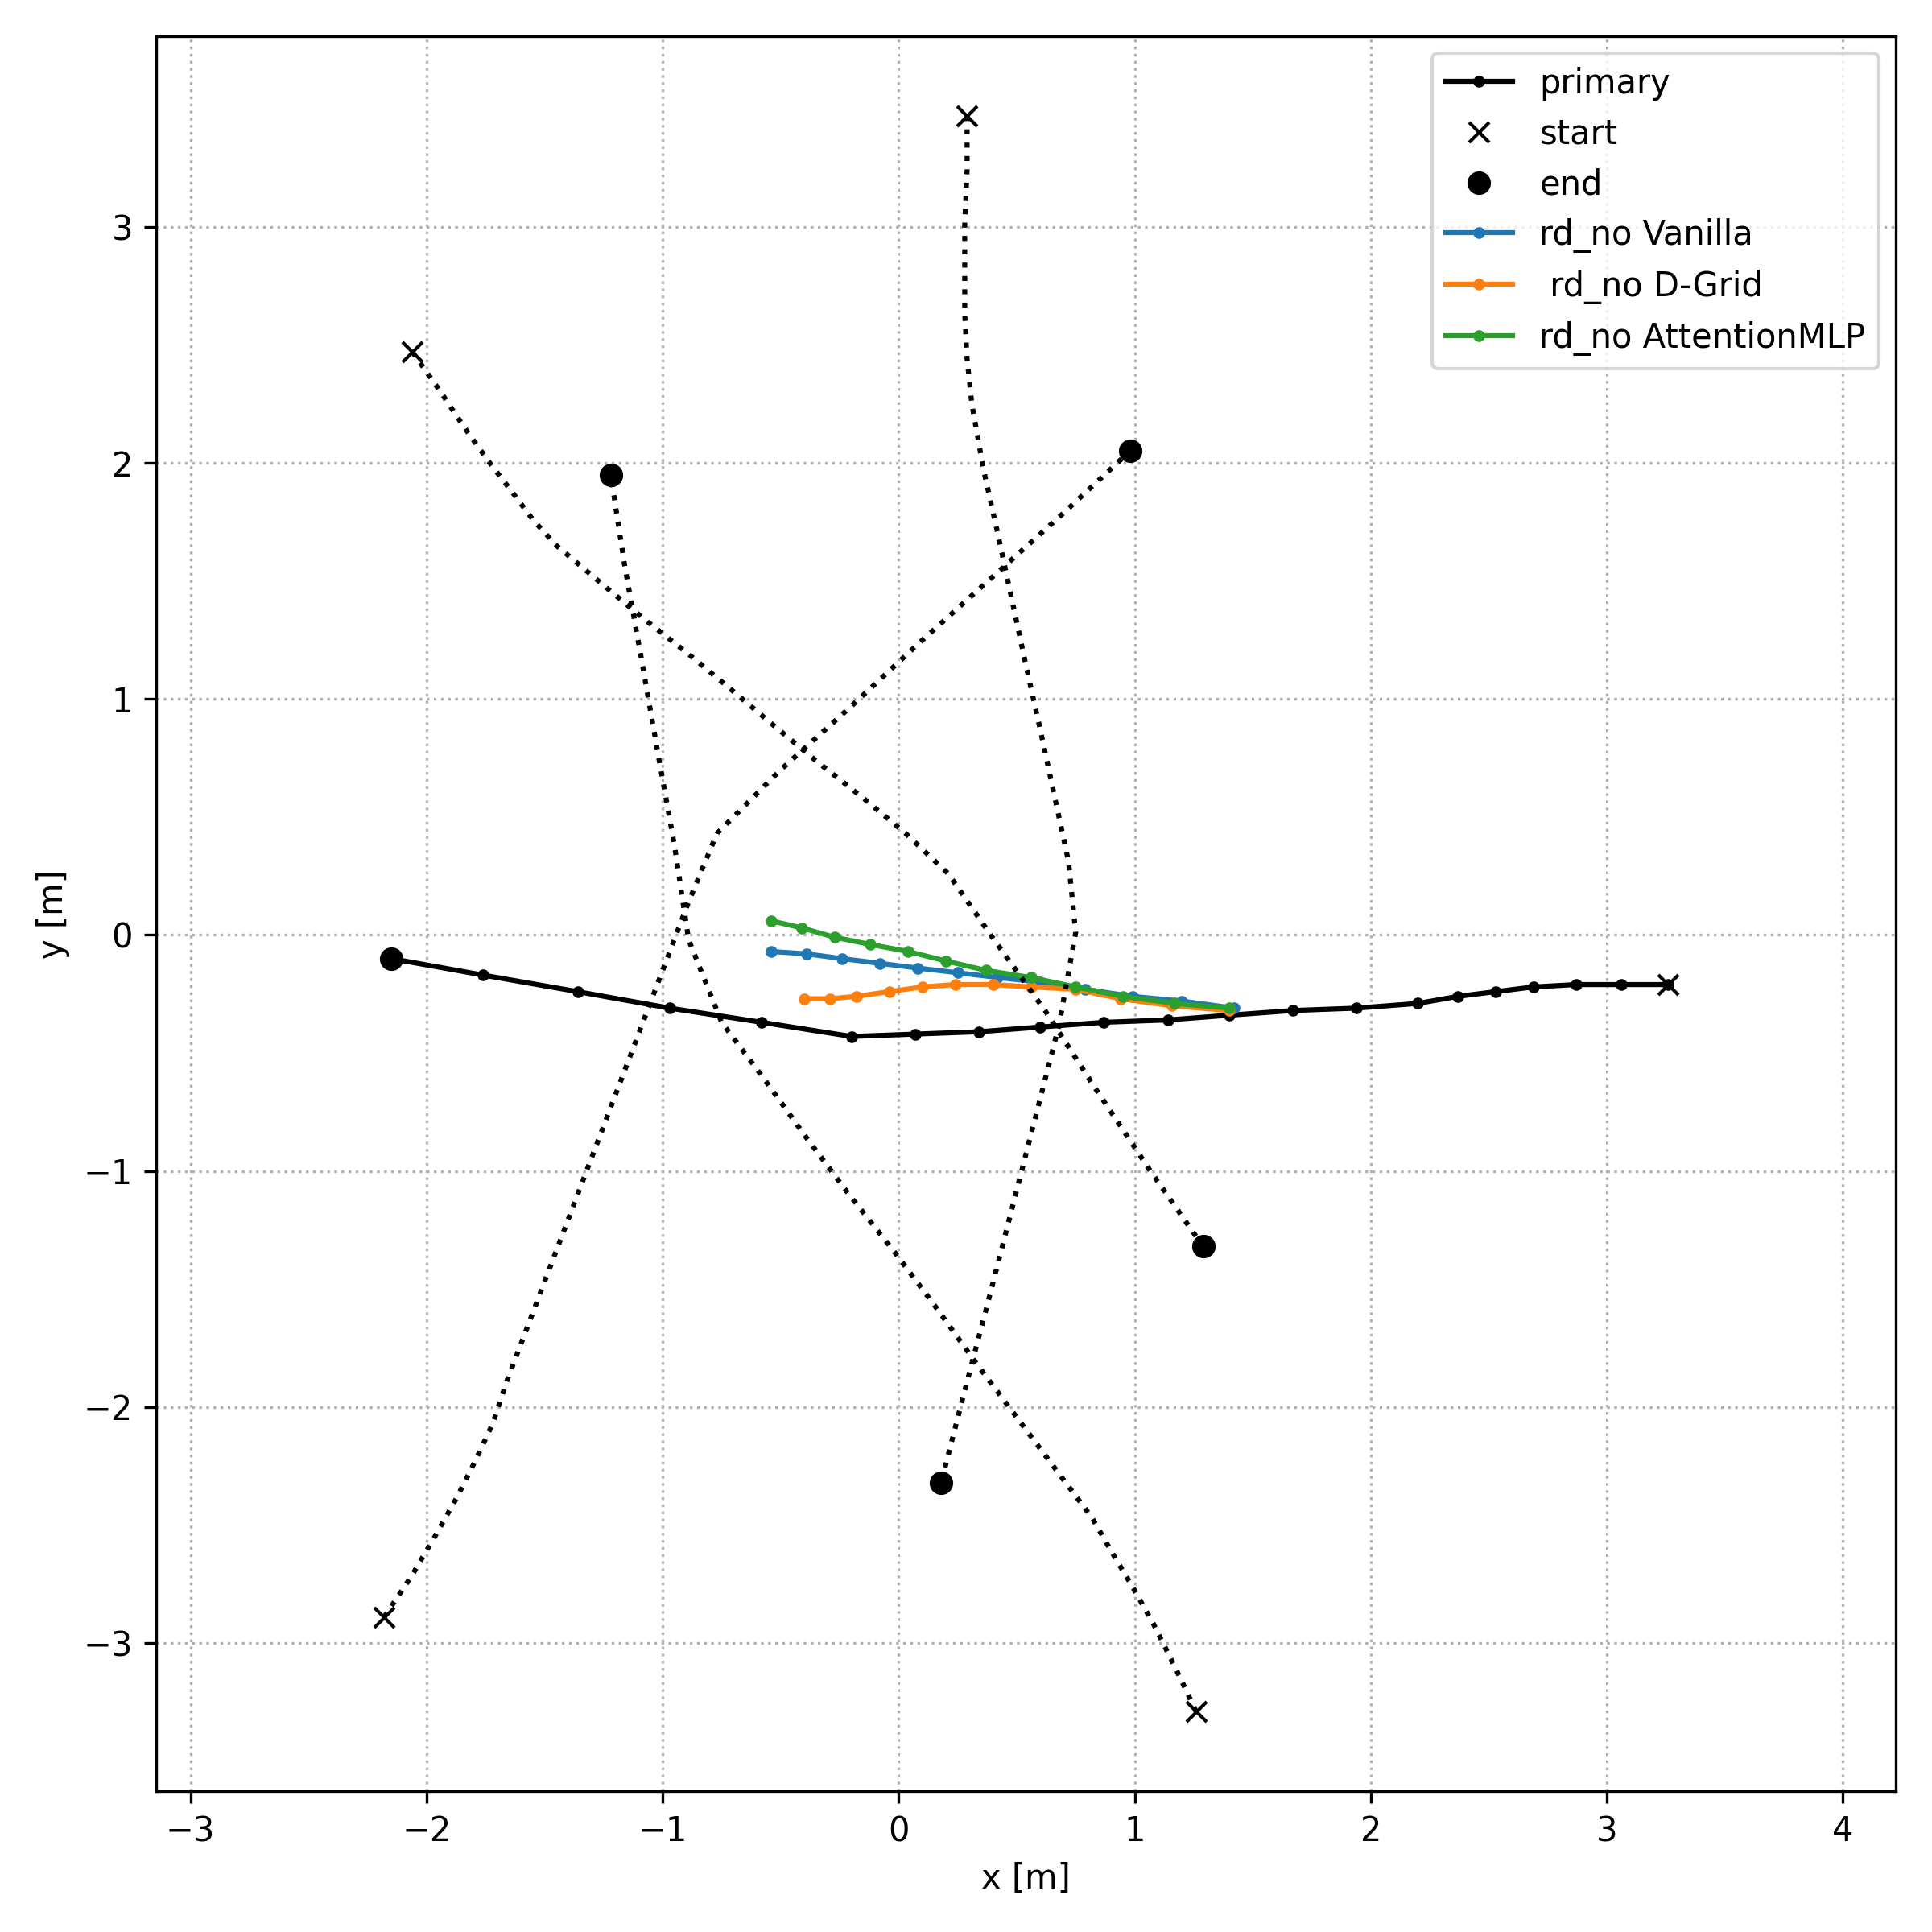 primary
start
end
rd_no Vanilla
rd_no D-Grid
rd_no AttentionMLP
3
2
1
0
−1
−2
−3
y [m]
−3 −2 −1 0 1 2 3 4
x [m]